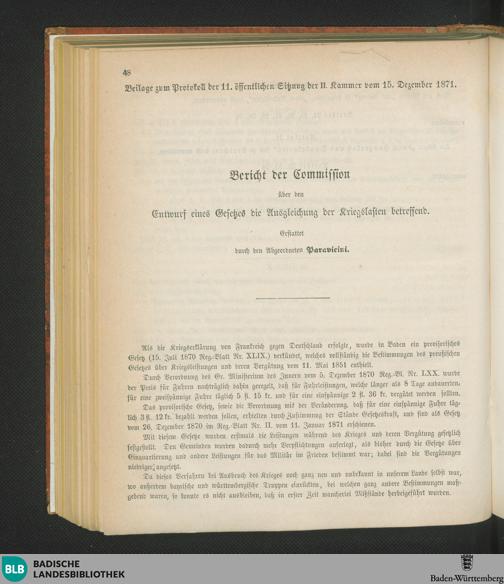 48
Beilage zum Protokoll der 11. öffentlichen Sitzung der II. Kammer vom 15. Dezember 1871.
Bericht der Commission
über den
Entwurf eines Gesetzes die Ausgleichung der Kriegslasten betreffend.
Erstattet
durch den Abgeordneten Paravicini.
Als die Kriegserklärung von Frankreich gegen Deutschland erfolgte, wurde in Baden ein provisorisches
Gesetz (15. Juli 1870 Reg.-Blatt Nr. XLIX.) verkündet, welches vollständig die Bestimmungen des preußischen
Gesetzes über Kriegsleistungen und deren Vergütung vom 11. Mai 1851 enthielt.
Durch Verordnung des Gr. Ministerium des Innern vom 5. Dezember 1870 Reg.-Bl. Nr. LXX. wurde
der Preis für Fuhren nachträglich dahin geregelt, daß für Fuhrleistungen, welche länger als 8 Tage andauerten,
für eine zweispännige Fuhre täglich 5 fl. 15 kr. und für eine einspännige 2 fl. 36 kr. vergütet werden sollten.
Das provisorische Gesetz, sowie die Verordnung mit der Veränderung, daß für eine einspännige Fuhre täg-
lich 3 fl. 12 kr. bezahlt werden sollen, erhielten durch Zustimmung der Stände Gesetzeskraft, und sind als Gesetz
vom 26. Dezember 1870 im Reg.-Blatt Nr. II. vom 11. Januar 1871 erschienen.
Mit diesem Gesetze wurden erstmals die Leistungen während des Krieges und deren Vergütung gesetzlich
festgestellt. Den Gemeinden wurden dadurch mehr Verpflichtungen auferlegt, als bisher durch die Gesetze über
Einquartierung und andere Leistungen für das Militär im Frieden bestimmt war; dabei sind die Vergütungen
niedriger angesetzt.
Da dieses Verfahren bei Ausbruch des Krieges noch ganz neu und unbekannt in unserem Lande selbst war,
wo außerdem bayrische und württembergische Truppen einrückten, bei welchen ganz andere Bestimmungen maß-
gebend waren, so konnte es nicht ausbleiben, daß in erster Zeit mancherlei Mißstände herbeigeführt wurden.
BLB
BADISCHE
LANDESBIBLIOTHEK
Baden-Württemberg